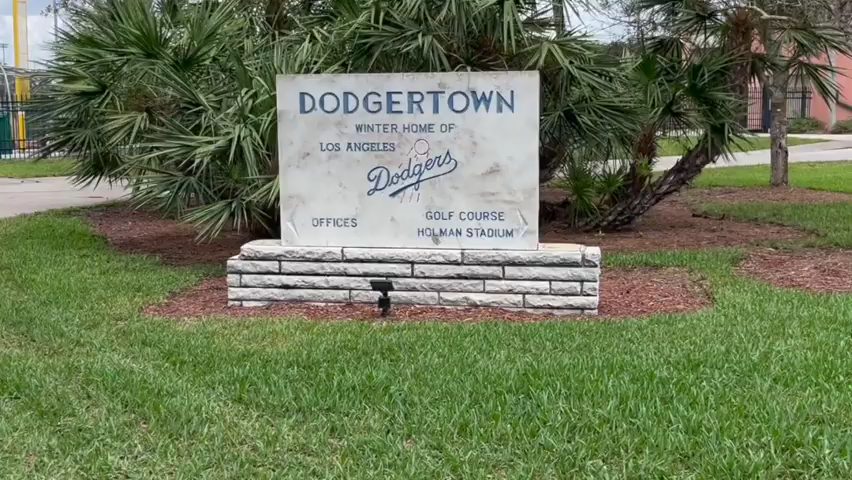 DODGERTOWN
WINTER HOME OF
LOS ANGELES
Dodgers
OFFICES
GOLF COURSE
HOLMAN STADIUM